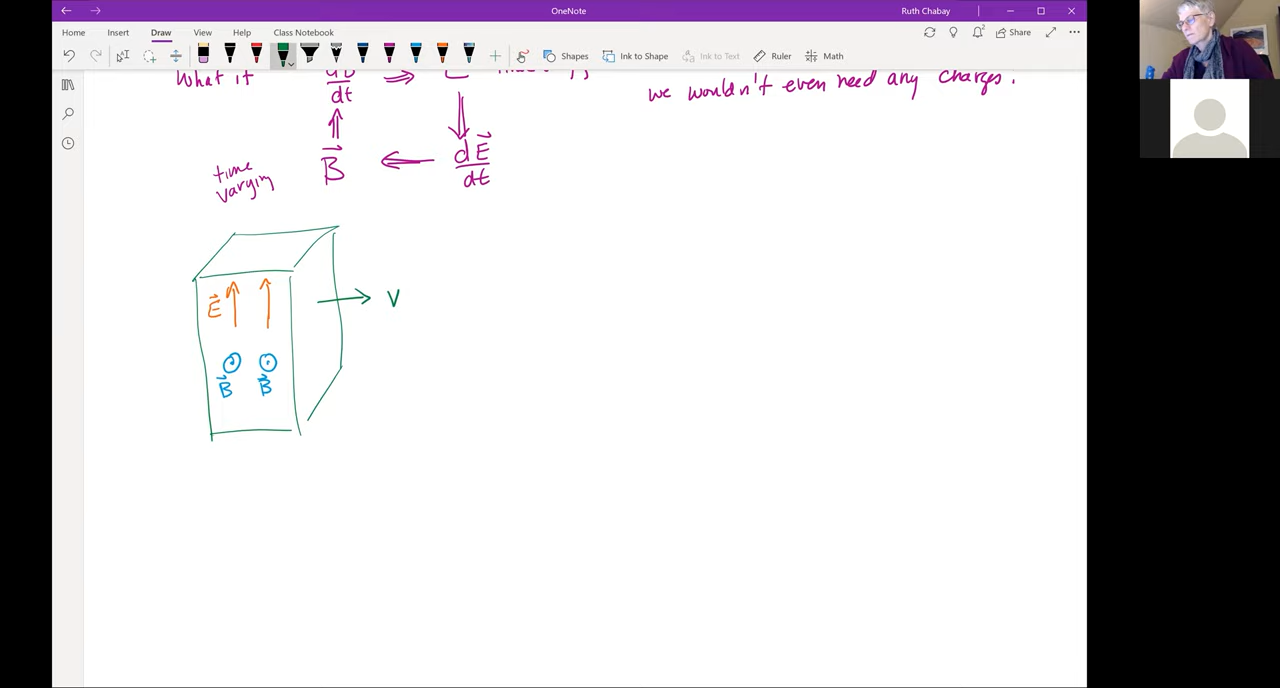 OneNote
Ruth Chabay
Home Insert Draw View Help Class Notebook
Share
Shapes Ink to Shape Ink to Text Ruler Math
What if
dt
we wouldn't even need any charges.
time
varying
B⃗
dE⃗
dt
E⃗
V
B⃗ B⃗